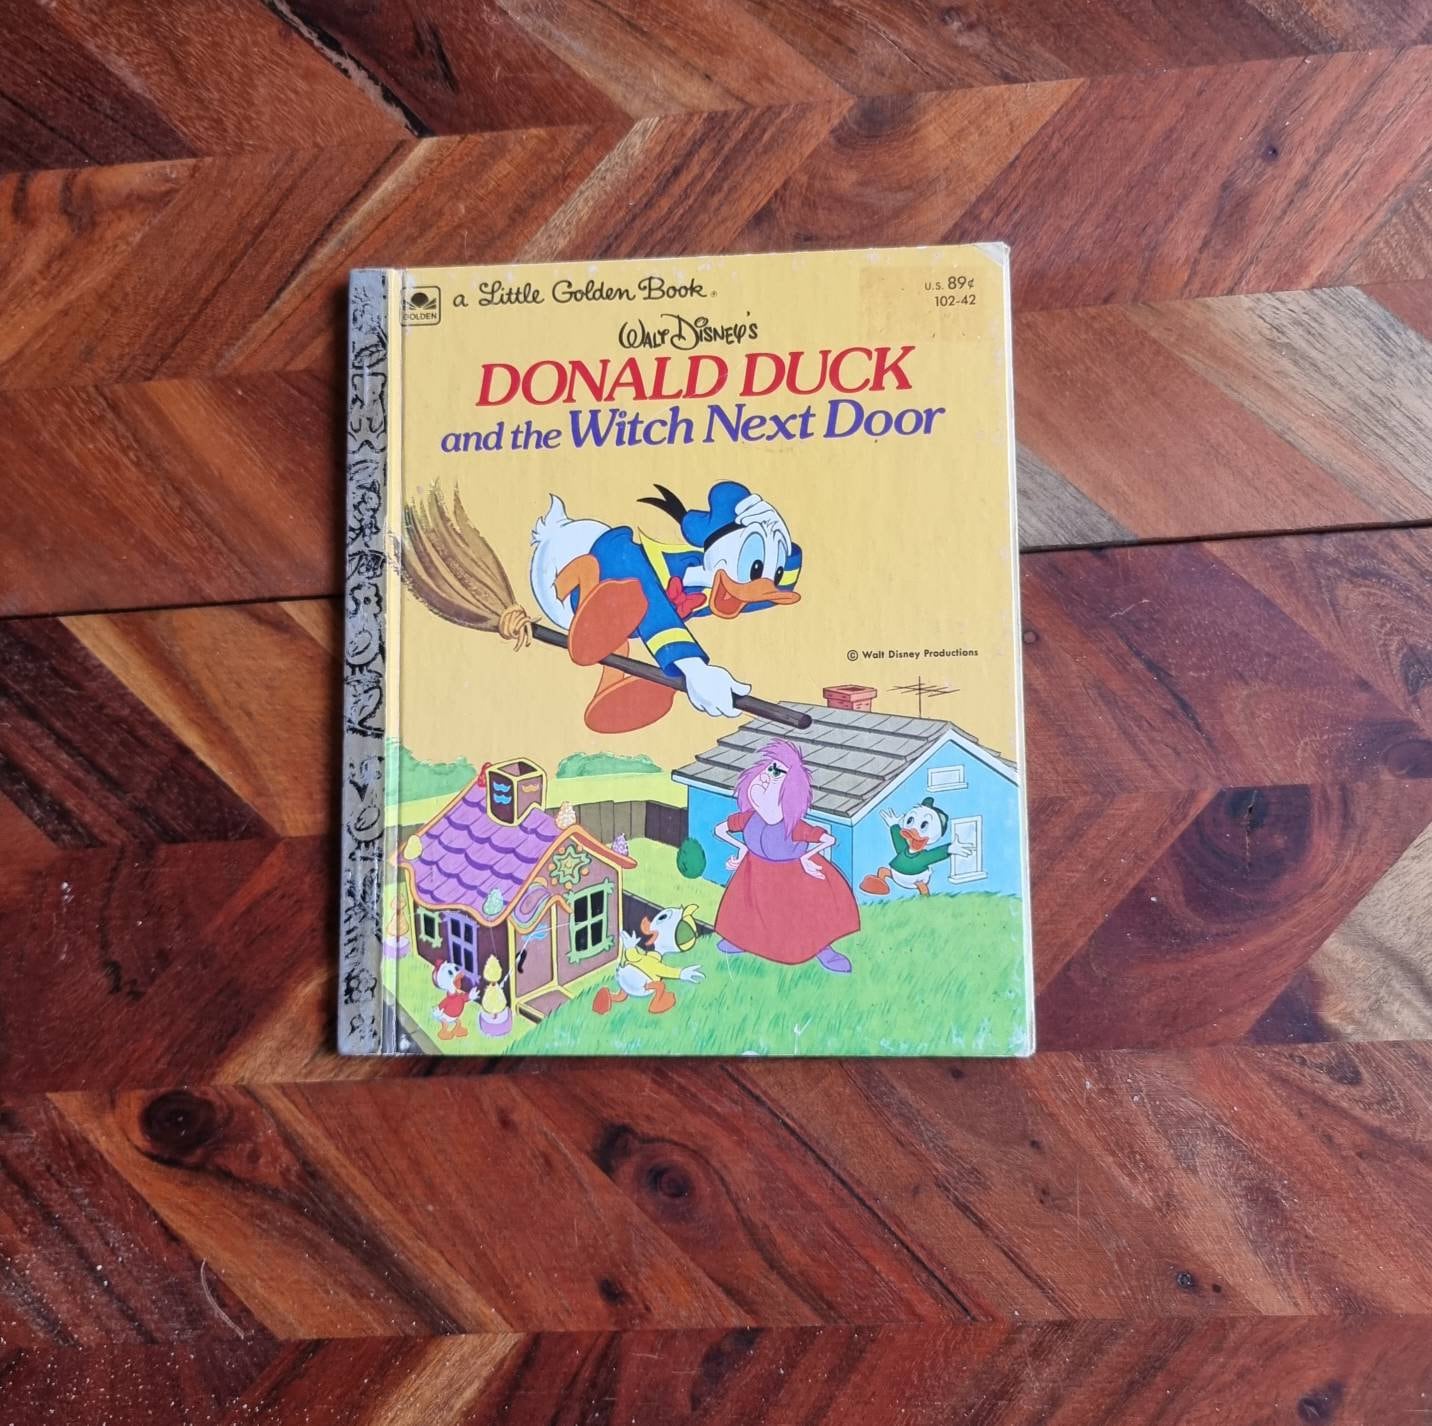 a Little Golden Book®
GOLDEN
U.S. 89¢
102-42
WALT DISNEY'S
DONALD DUCK
and the Witch Next Door
© Walt Disney Productions